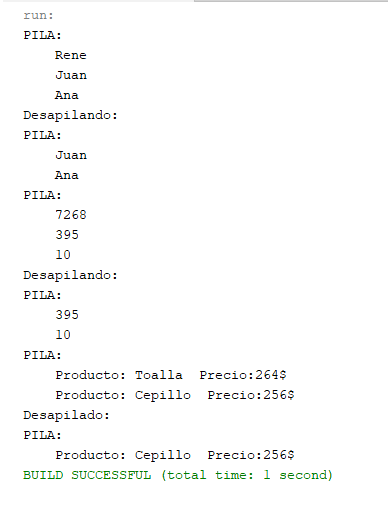 run:
PILA:
Rene
Juan
Ana
Desapilando:
PILA:
Juan
Ana
PILA:
7268
395
10
Desapilando:
PILA:
395
10
PILA:
Producto: Toalla  Precio:264$
Producto: Cepillo  Precio:256$
Desapilado:
PILA:
Producto: Cepillo  Precio:256$
BUILD SUCCESSFUL (total time: 1 second)